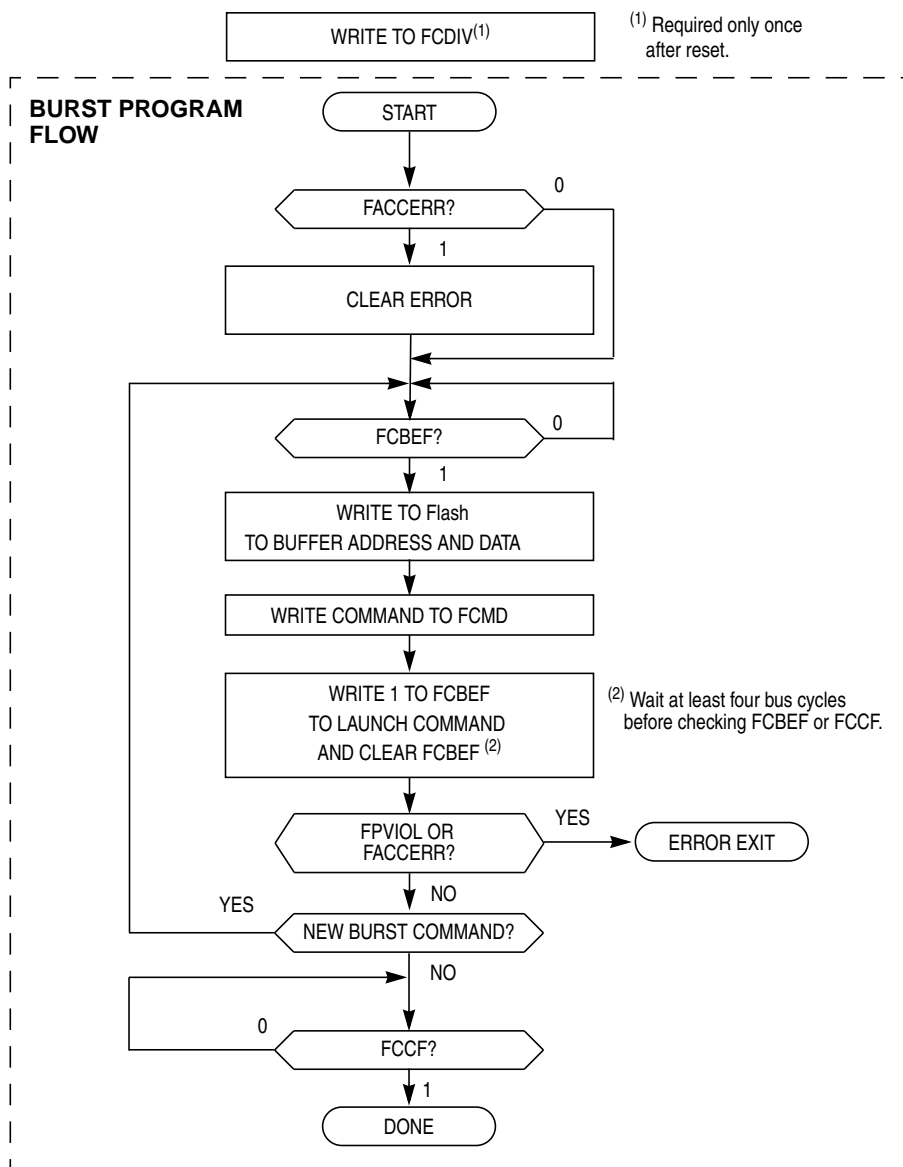 WRITE TO FCDIV(1)
(1) Required only once
after reset.
BURST PROGRAM
FLOW
START
0
FACCERR?
1
CLEAR ERROR
0
FCBEF?
1
WRITE TO Flash
TO BUFFER ADDRESS AND DATA
WRITE COMMAND TO FCMD
WRITE 1 TO FCBEF
TO LAUNCH COMMAND
AND CLEAR FCBEF (2)
(2) Wait at least four bus cycles
before checking FCBEF or FCCF.
YES
FPVIOL OR
FACCERR?
ERROR EXIT
NO
YES
NEW BURST COMMAND?
NO
0
FCCF?
1
DONE